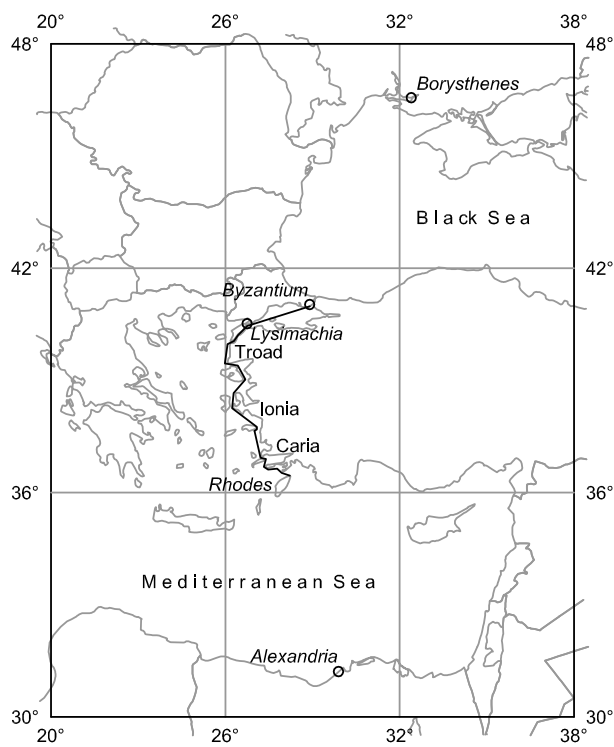 20° 26° 32° 38°
48° 48°
Borysthenes
Black Sea
42° 42°
Byzantium
Lysimachia
Troad
Ionia
Caria
36° Rhodes 36°
Mediterranean Sea
Alexandria
30° 30°
20° 26° 32° 38°